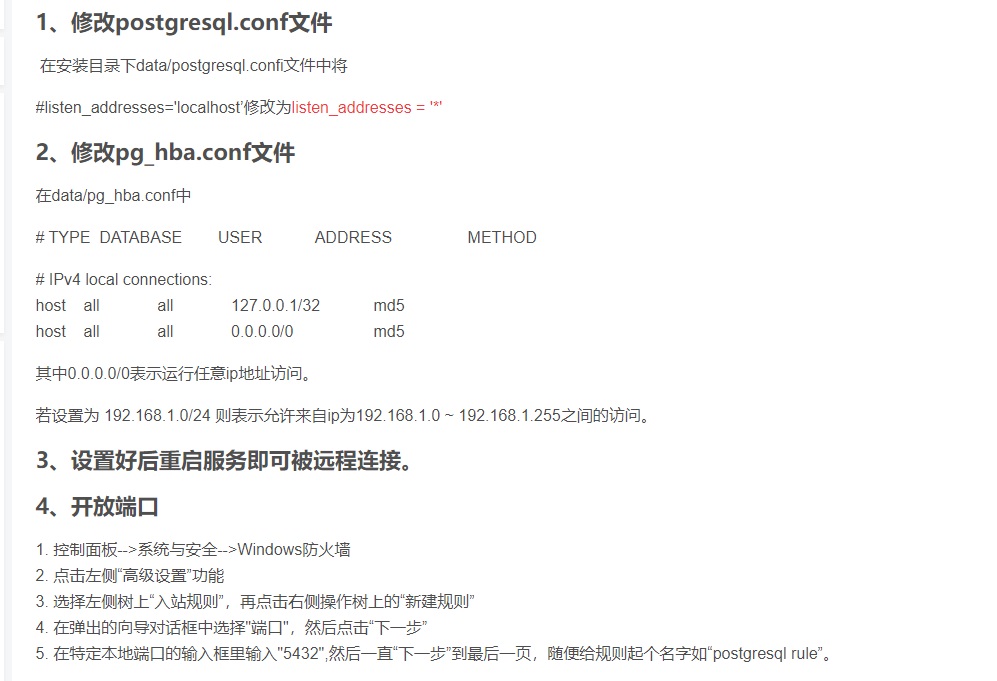 1、修改postgresql.conf文件
在安装目录下data/postgresql.confi文件中将
#listen_addresses='localhost'修改为listen_addresses = '*'
2、修改pg_hba.conf文件
在data/pg_hba.conf中
# TYPE DATABASE USER ADDRESS METHOD
# IPv4 local connections:
host all all 127.0.0.1/32 md5
host all all 0.0.0.0/0 md5
其中0.0.0.0/0表示运行任意ip地址访问。
若设置为 192.168.1.0/24 则表示允许来自ip为192.168.1.0 ~ 192.168.1.255之间的访问。
3、设置好后重启服务即可被远程连接。
4、开放端口
1. 控制面板-->系统与安全-->Windows防火墙
2. 点击左侧“高级设置”功能
3. 选择左侧树上“入站规则”，再点击右侧操作树上的“新建规则”
4. 在弹出的向导对话框中选择"端口"，然后点击“下一步”
5. 在特定本地端口的输入框里输入"5432",然后一直“下一步”到最后一页，随便给规则起个名字如“postgresql rule”。